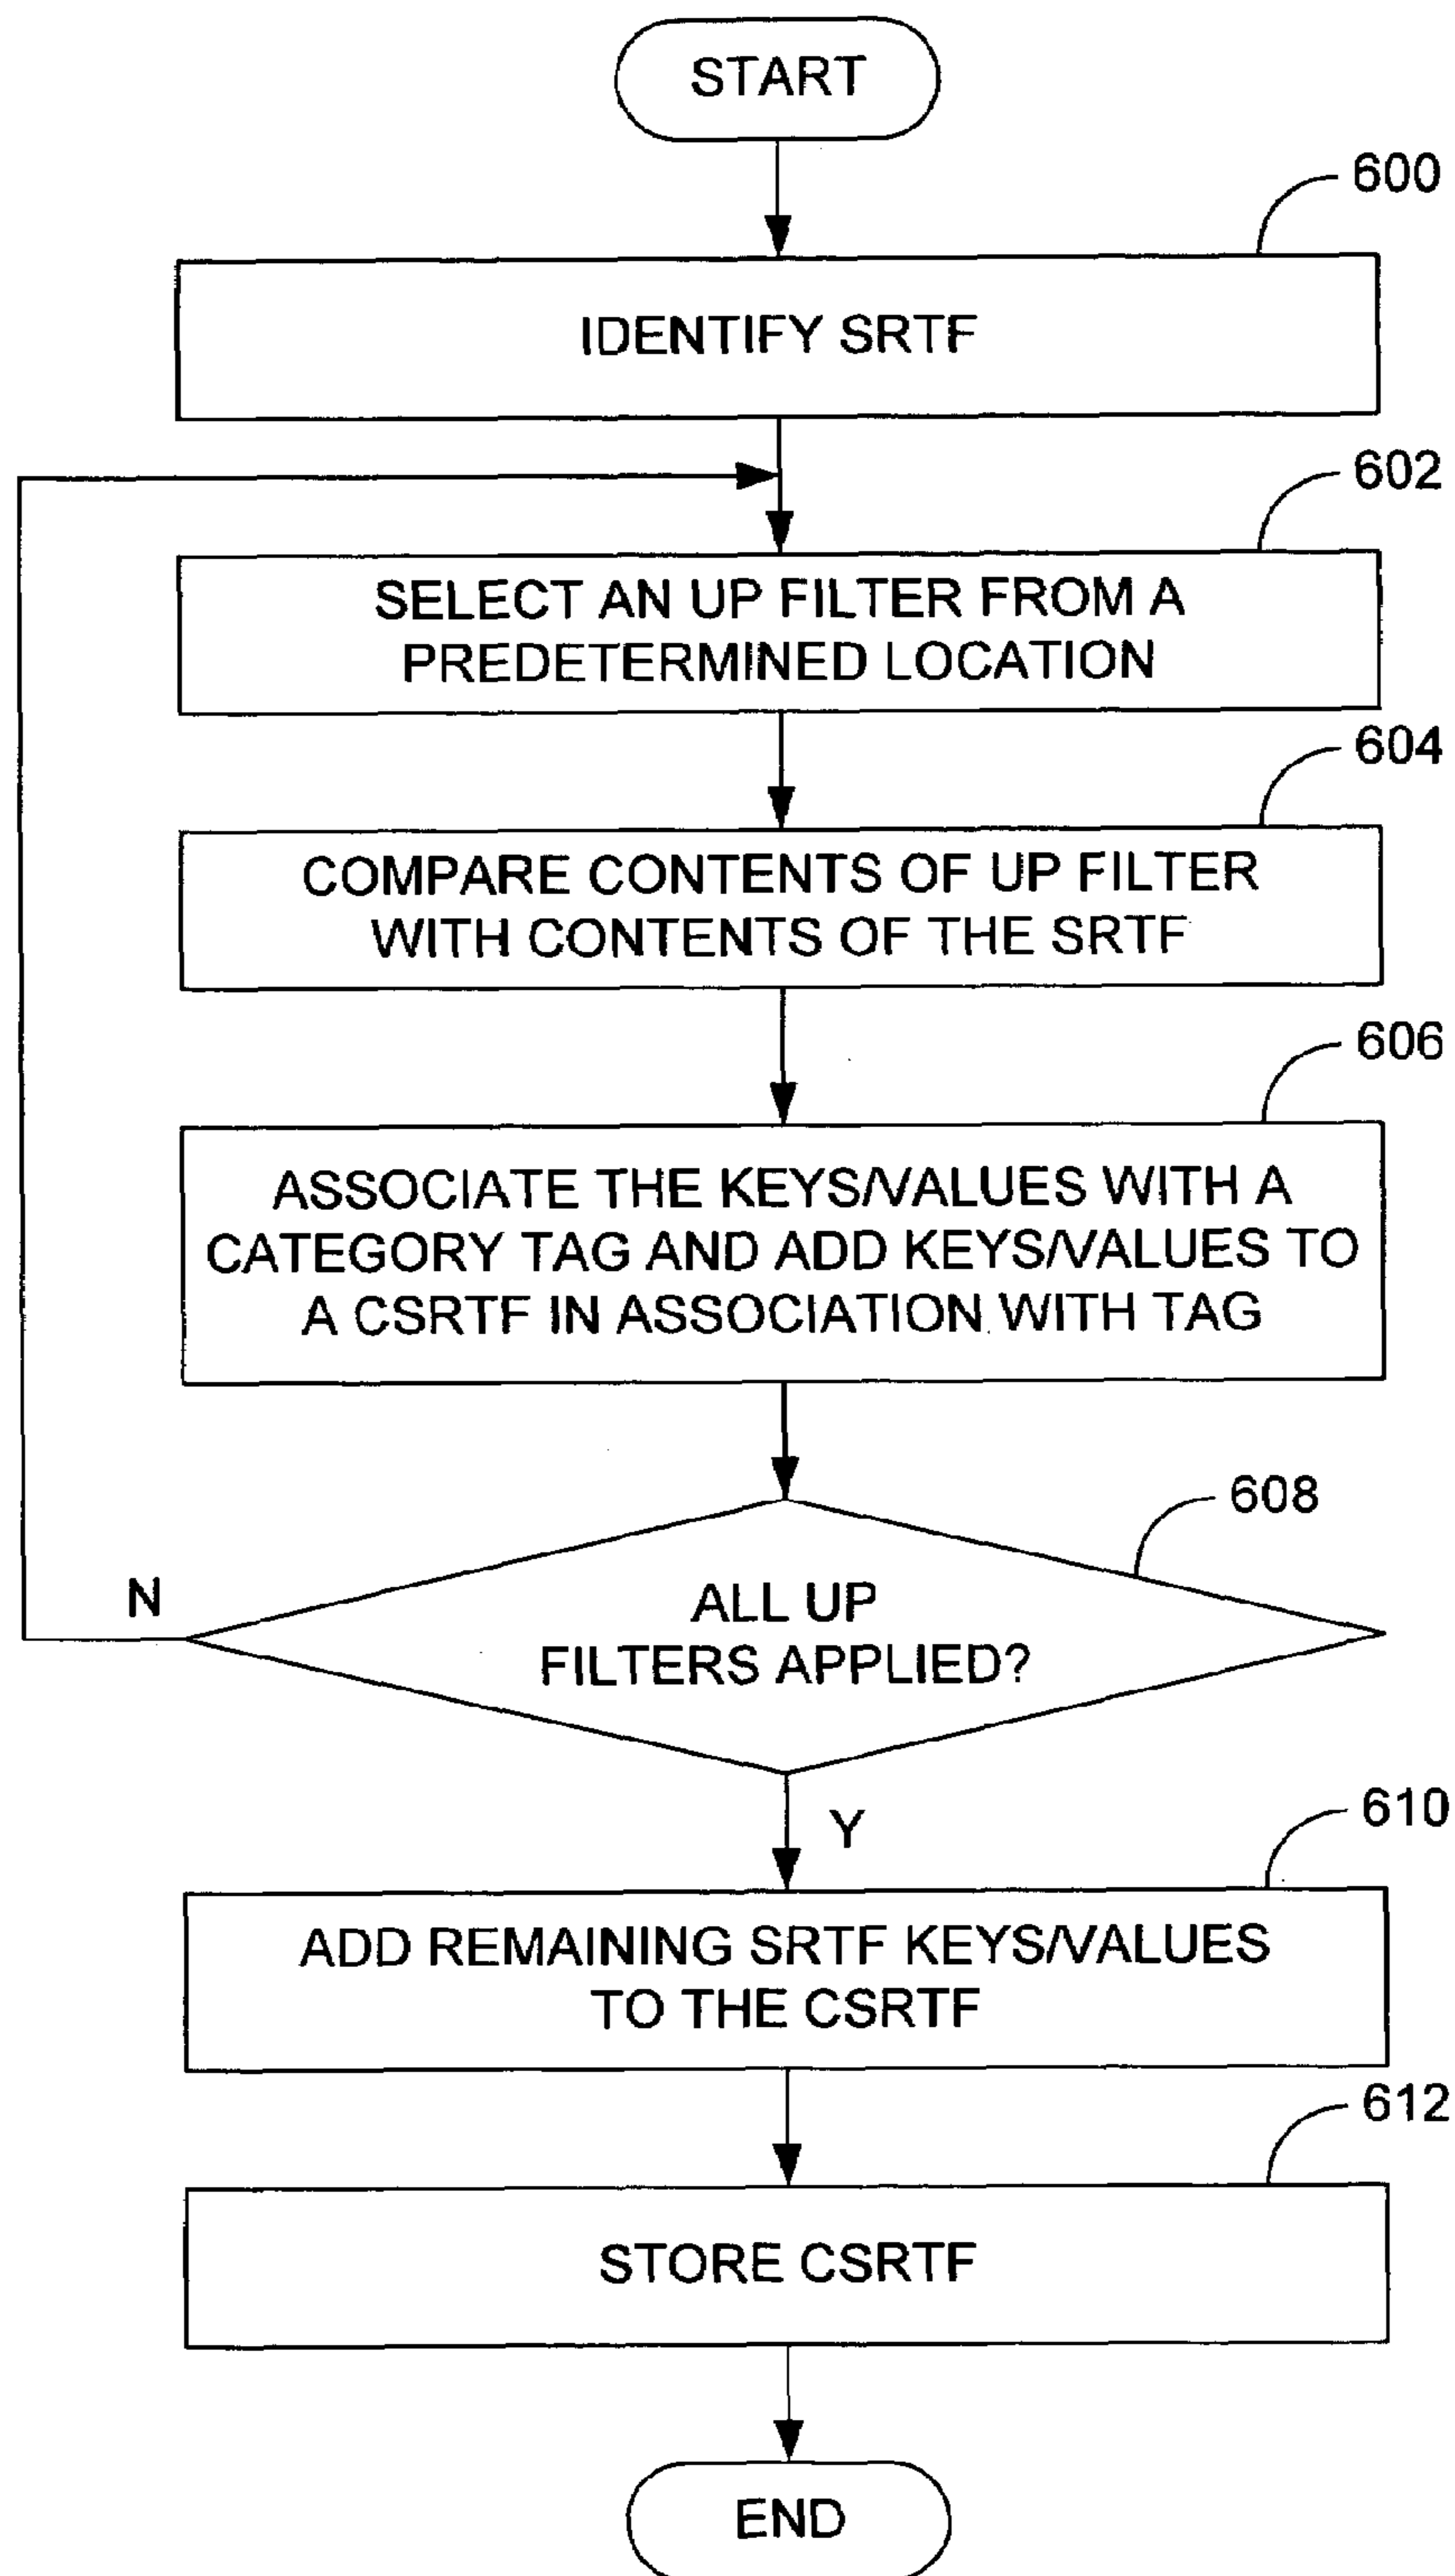 START
600
IDENTIFY SRTF
602
SELECT AN UP FILTER FROM A
PREDETERMINED LOCATION
604
COMPARE CONTENTS OF UP FILTER
WITH CONTENTS OF THE SRTF
606
ASSOCIATE THE KEYS/VALUES WITH A
CATEGORY TAG AND ADD KEYS/VALUES TO
A CSRTF IN ASSOCIATION WITH TAG
608
N
ALL UP
FILTERS APPLIED?
Y
610
ADD REMAINING SRTF KEYS/VALUES
TO THE CSRTF
612
STORE CSRTF
END